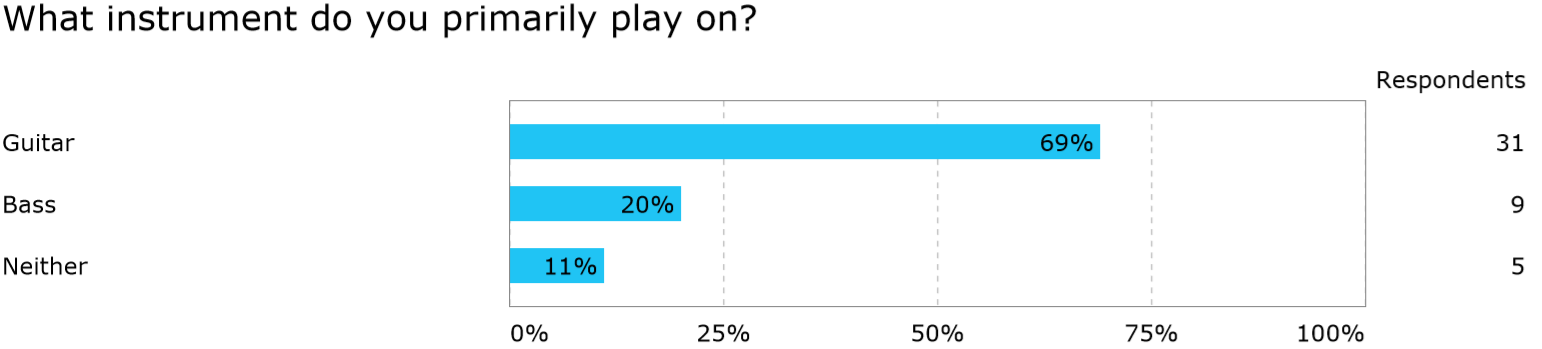 What instrument do you primarily play on?
Respondents
Guitar 69% 31
Bass 20% 9
Neither 11% 5
0% 25% 50% 75% 100%